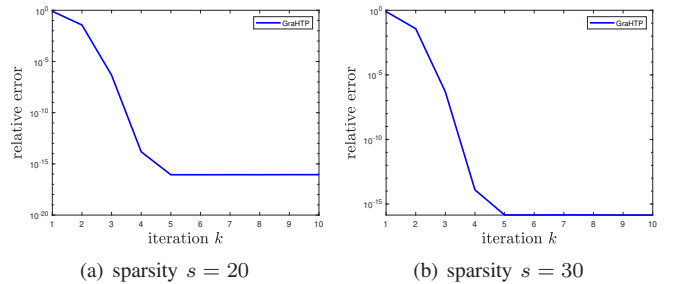 10^0
10^-5
10^-10
10^-15
10^-20
relative error
GraHTP
1 2 3 4 5 6 7 8 9 10
iteration k
(a) sparsity s = 20
10^0
10^-5
10^-10
10^-15
relative error
GraHTP
1 2 3 4 5 6 7 8 9 10
iteration k
(b) sparsity s = 30